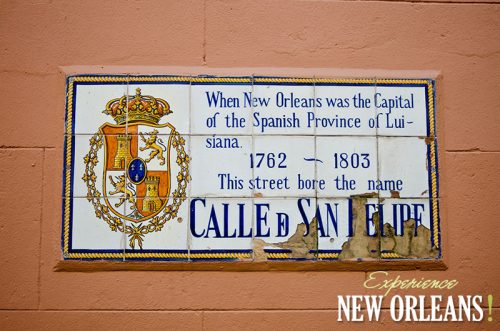 When New Orleans was the Capital
of the Spanish Province of Lui-
siana.
1762 ~ 1803
This street bore the name
CALLE D SAN FELIPE
Experience
NEW ORLEANS!